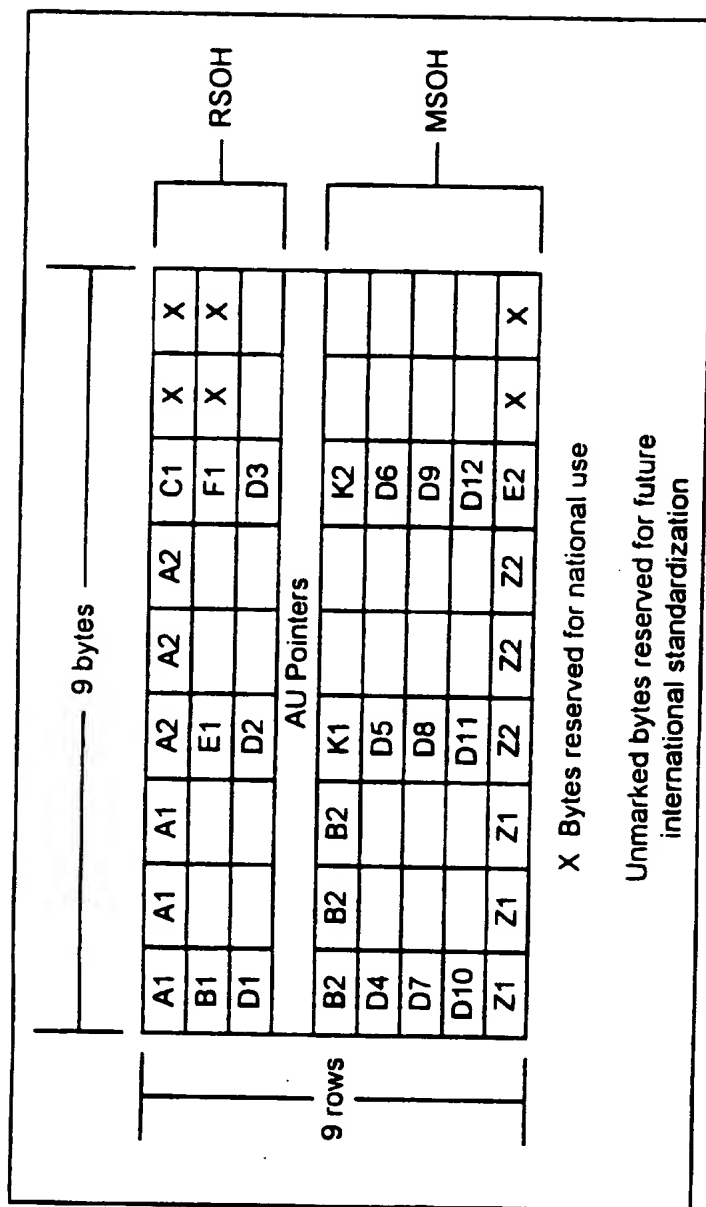 9 bytes
9 rows
A1 A1 A1 A2 A2 A2 C1 X X
B1 E1 F1 X X
D1 D2 D3
AU Pointers
B2 B2 B2 K1 K2
D4 D5 D6
D7 D8 D9
D10 D11 D12
Z1 Z1 Z1 Z2 Z2 Z2 E2 X X
RSOH
MSOH
X Bytes reserved for national use
Unmarked bytes reserved for future
international standardization